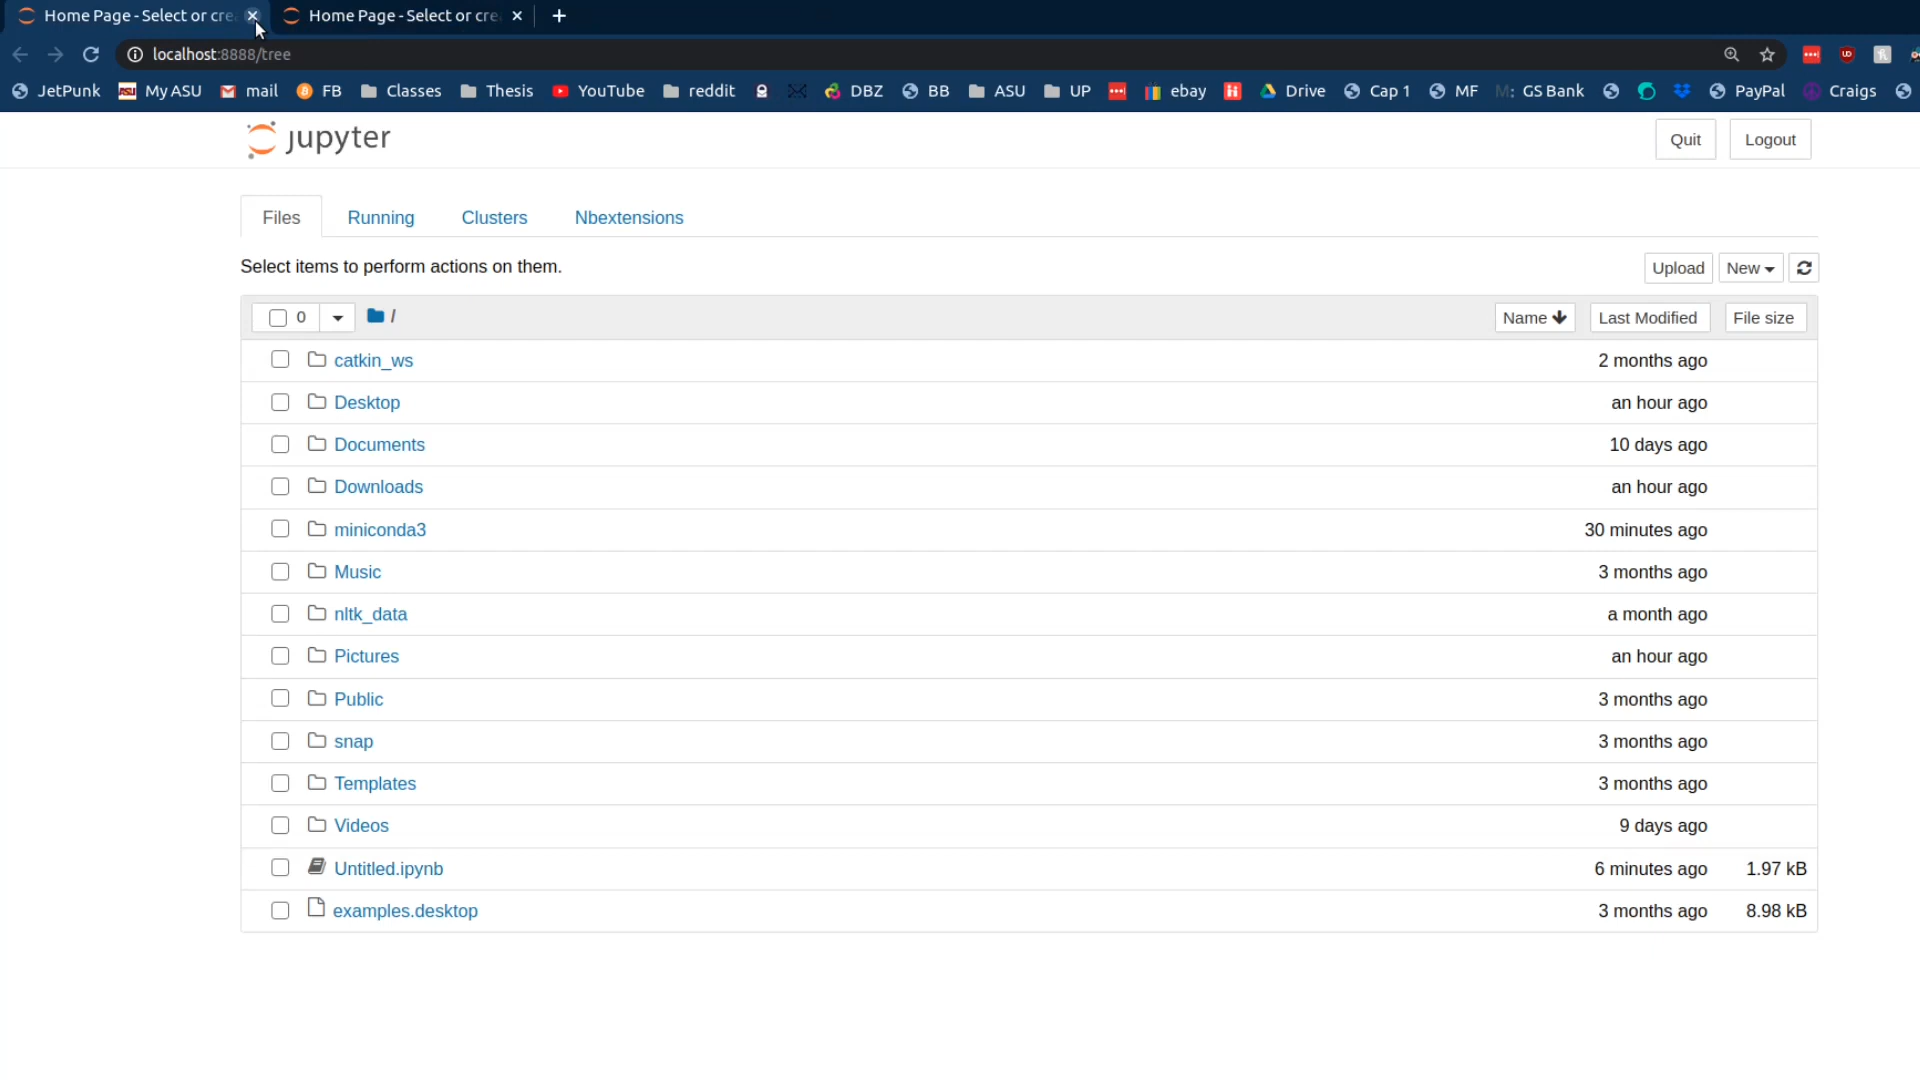 Home Page - Select or cre Home Page - Select or cre
localhost:8888/tree
JetPunk ASU My ASU mail FB Classes Thesis YouTube reddit DBZ BB ASU UP ebay Drive Cap 1 MF M: GS Bank PayPal Craigs
jupyter Quit Logout
Files Running Clusters Nbextensions
Select items to perform actions on them. Upload New
0 / Name Last Modified File size
catkin_ws 2 months ago
Desktop an hour ago
Documents 10 days ago
Downloads an hour ago
miniconda3 30 minutes ago
Music 3 months ago
nltk_data a month ago
Pictures an hour ago
Public 3 months ago
snap 3 months ago
Templates 3 months ago
Videos 9 days ago
Untitled.ipynb 6 minutes ago 1.97 kB
examples.desktop 3 months ago 8.98 kB